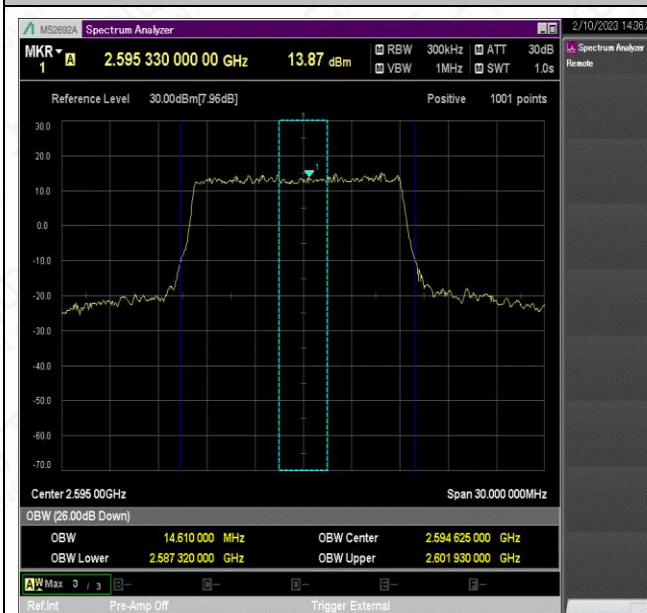 MS2692A Spectrum Analyzer
2/10/2023 14:36:
MKR 1 A 2.595 330 000 00 GHz 13.87 dBm
M RBW 300kHz M ATT 30dB
M VBW 1MHz M SWT 1.0s
Spectrum Analyzer
Remote
Reference Level 30.00dBm[7.96dB] Positive 1001 points
1
30.0
20.0
1
10.0
0.0
-10.0
-20.0
-30.0
-40.0
-50.0
-60.0
-70.0
Center 2.595 00GHz Span 30.000 000MHz
OBW (26.00dB Down)
OBW 14.610 000 MHz OBW Center 2.594 625 000 GHz
OBW Lower 2.587 320 000 GHz OBW Upper 2.601 930 000 GHz
A W Max 3 / 3 B- C- D- E- F-
Ref.Int Pre-Amp Off Trigger External